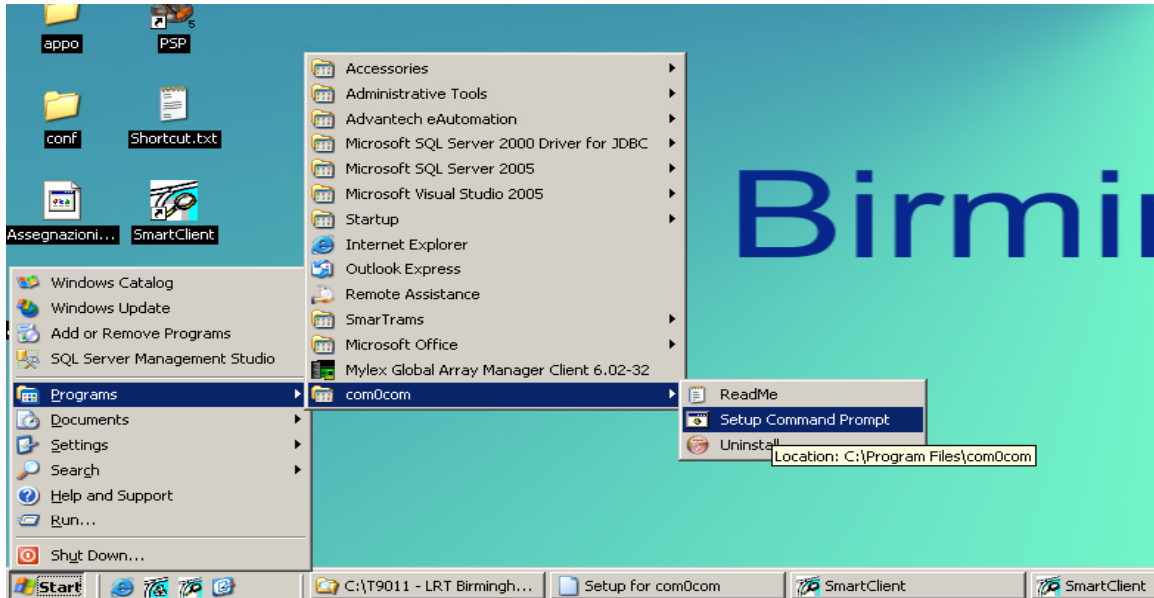 appo
PSP
conf
Shortcut.txt
Assegnazioni...
SmartClient
Birmi
Windows Catalog
Windows Update
Add or Remove Programs
SQL Server Management Studio
Programs
Documents
Settings
Search
Help and Support
Run...
Shut Down...
Accessories
Administrative Tools
Advantech eAutomation
Microsoft SQL Server 2000 Driver for JDBC
Microsoft SQL Server 2005
Microsoft Visual Studio 2005
Startup
Internet Explorer
Outlook Express
Remote Assistance
SmarTrams
Microsoft Office
Mylex Global Array Manager Client 6.02-32
com0com
ReadMe
Setup Command Prompt
Uninstall
Location: C:\Program Files\com0com
Start
C:\T9011 - LRT Birmingh...
Setup for com0com
SmartClient
SmartClient